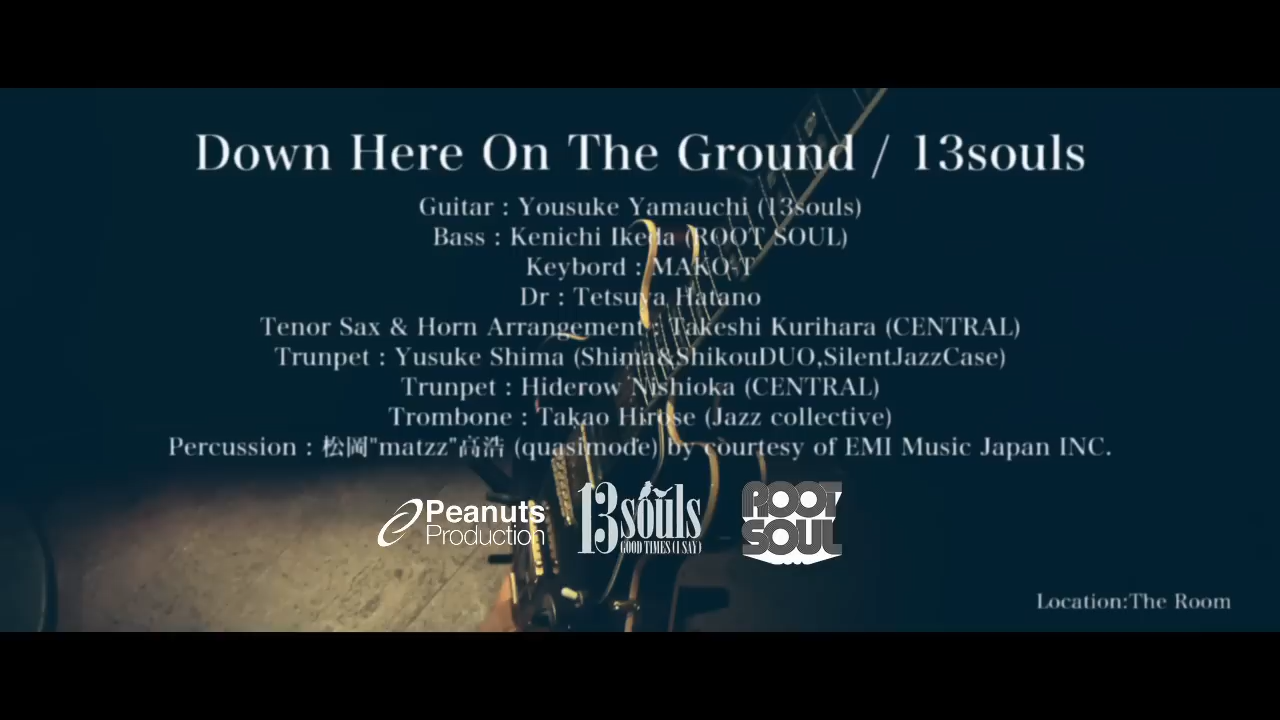 Down Here On The Ground / 13souls
Guitar : Yousuke Yamauchi (13souls)
Bass : Kenichi Ikeda (ROOT SOUL)
Keybord : MAKO-T
Dr : Tetsuya Hatano
Tenor Sax & Horn Arrangement : Takeshi Kurihara (CENTRAL)
Trunpet : Yusuke Shima (Shima&ShikouDUO,SilentJazzCase)
Trunpet : Hiderow Nishioka (CENTRAL)
Trombone : Takao Hirose (Jazz collective)
Percussion : 松岡"matzz"高浩 (quasimode) by courtesy of EMI Music Japan INC.
Peanuts
Production
13souls
GOOD TIMES (I SAY)
ROOT
SOUL
Location:The Room